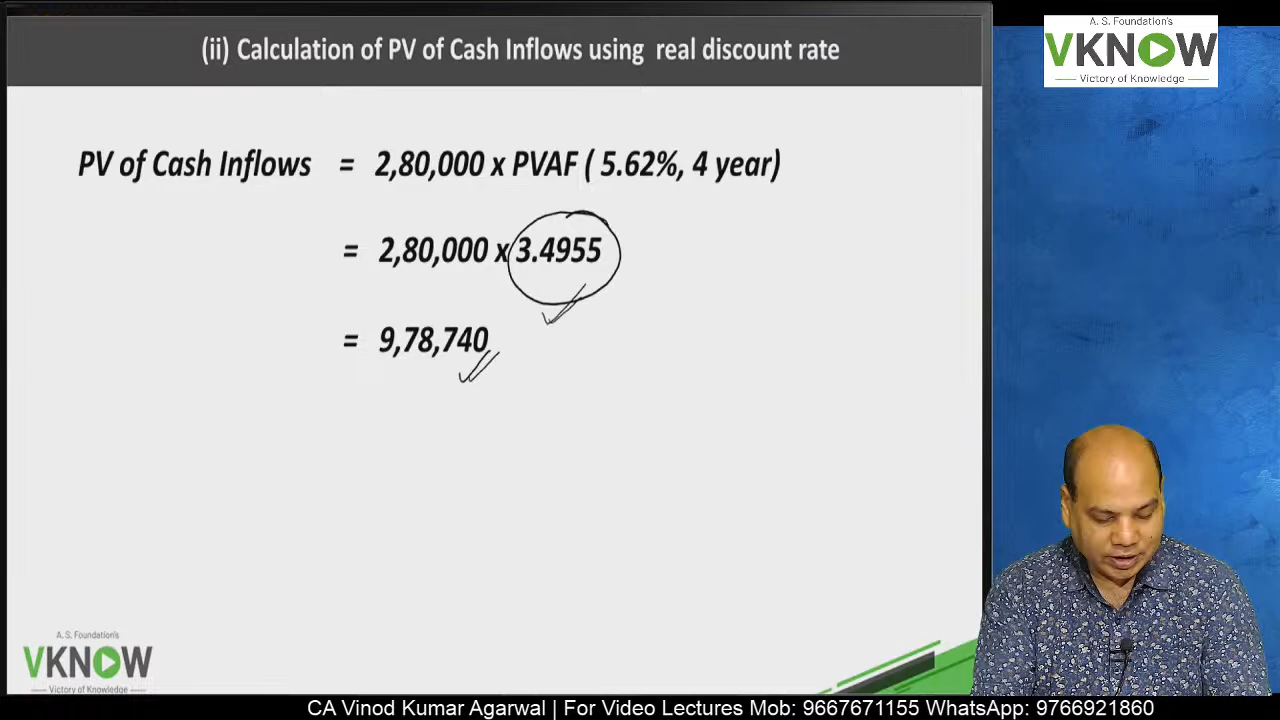 (ii) Calculation of PV of Cash Inflows using real discount rate
A. S. Foundation's
VKNOW
Victory of Knowledge
PV of Cash Inflows = 2,80,000 x PVAF ( 5.62%, 4 year)
= 2,80,000 x 3.4955
= 9,78,740
A. S. Foundation's
VKNOW
Victory of Knowledge
CA Vinod Kumar Agarwal | For Video Lectures Mob: 9667671155 WhatsApp: 9766921860